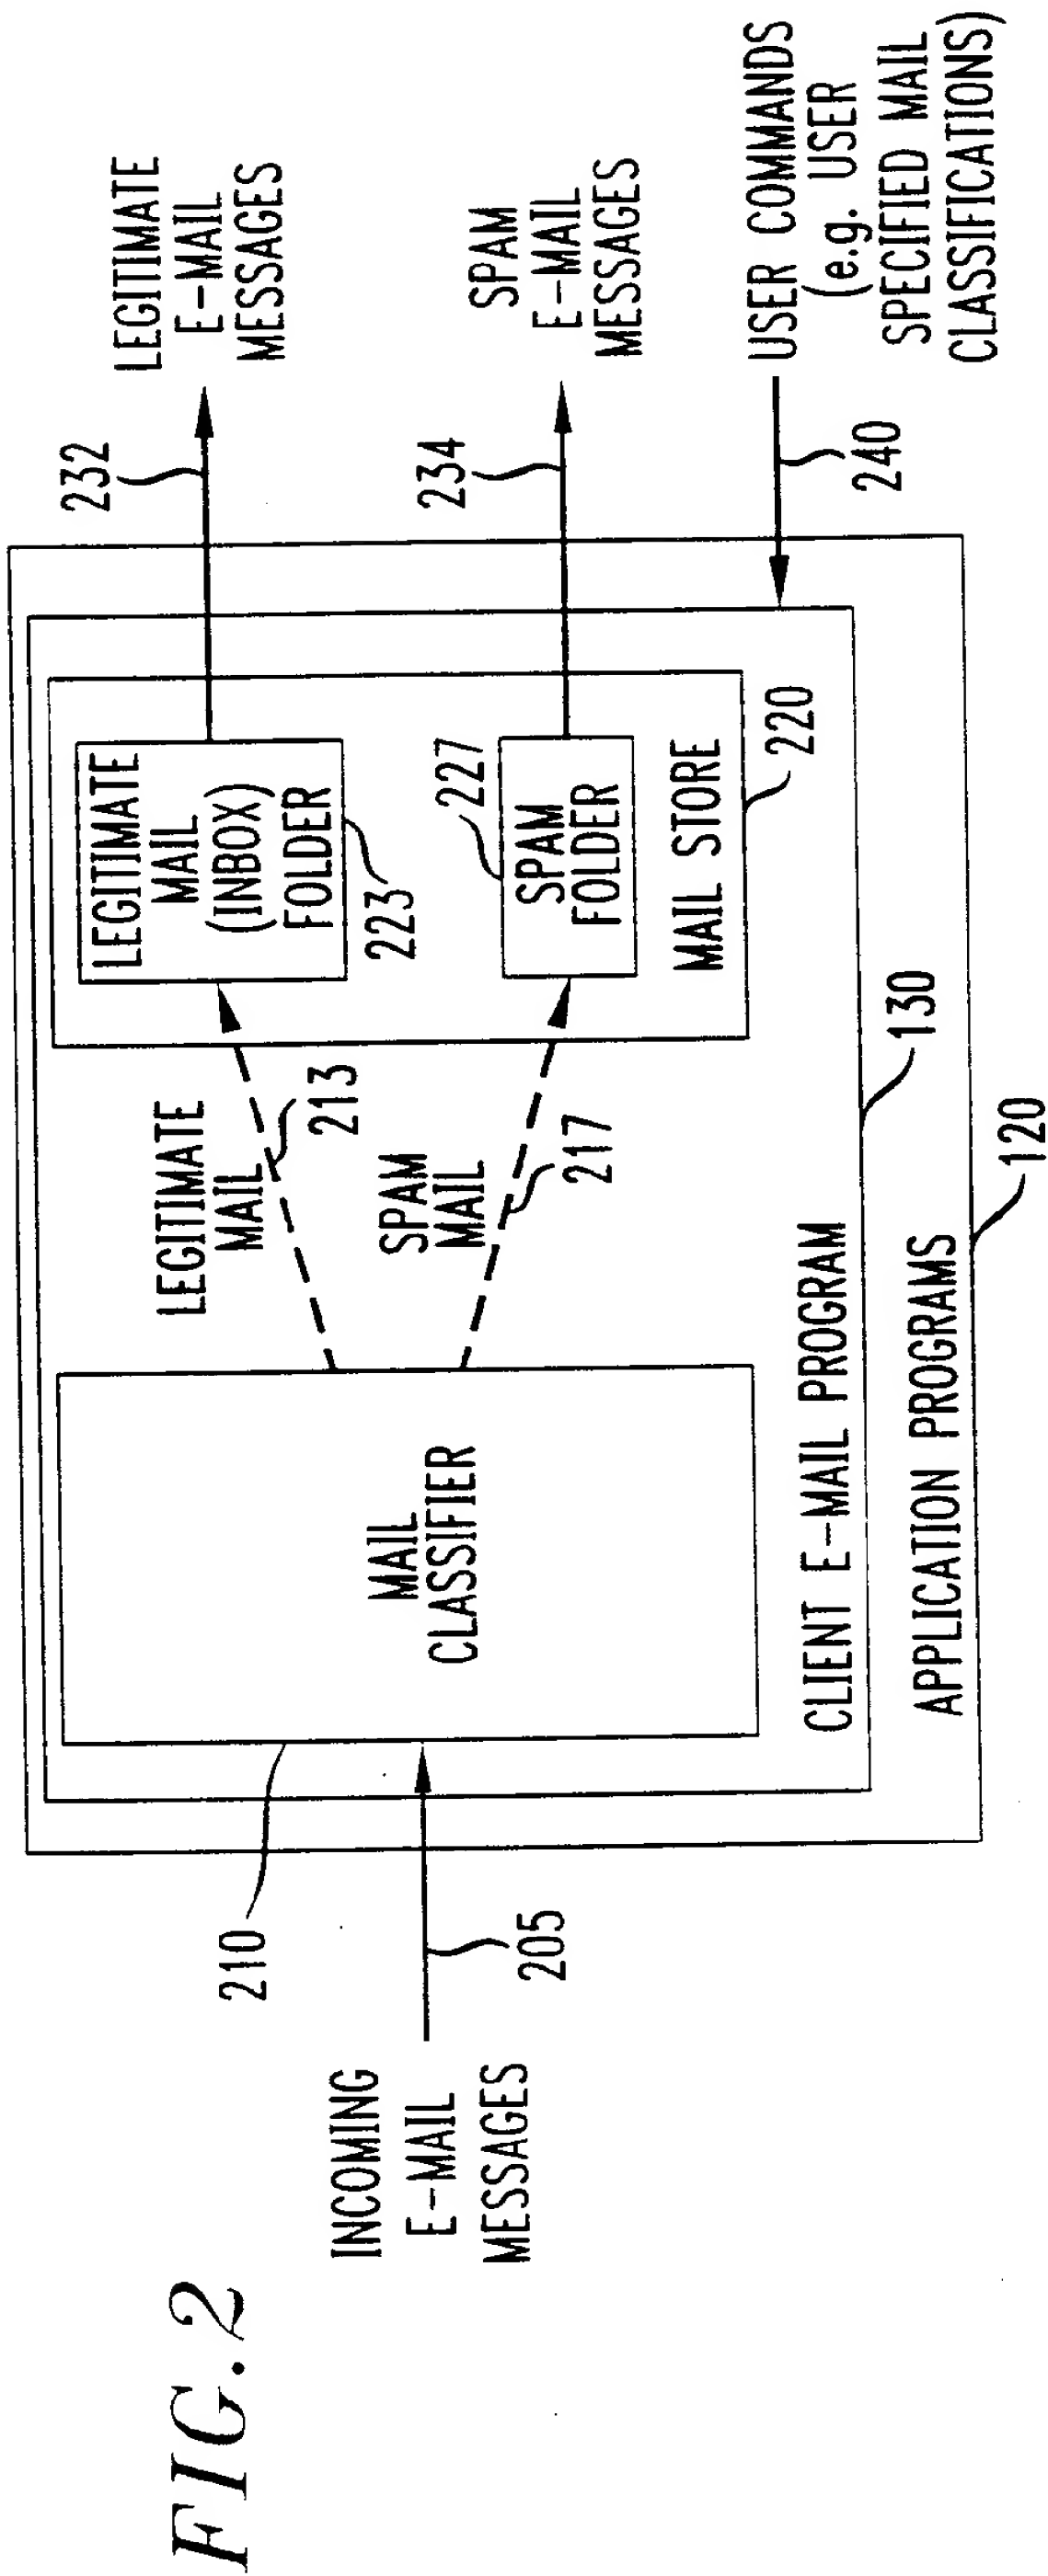 FIG.2
INCOMING
E-MAIL
MESSAGES
205
210
MAIL
CLASSIFIER
LEGITIMATE
MAIL
213
SPAM
MAIL
217
LEGITIMATE
MAIL
(INBOX)
FOLDER
223
227
SPAM
FOLDER
MAIL STORE
220
CLIENT E-MAIL PROGRAM
130
APPLICATION PROGRAMS
120
232
LEGITIMATE
E-MAIL
MESSAGES
234
SPAM
E-MAIL
MESSAGES
240
USER COMMANDS
(e.g. USER
SPECIFIED MAIL
CLASSIFICATIONS)